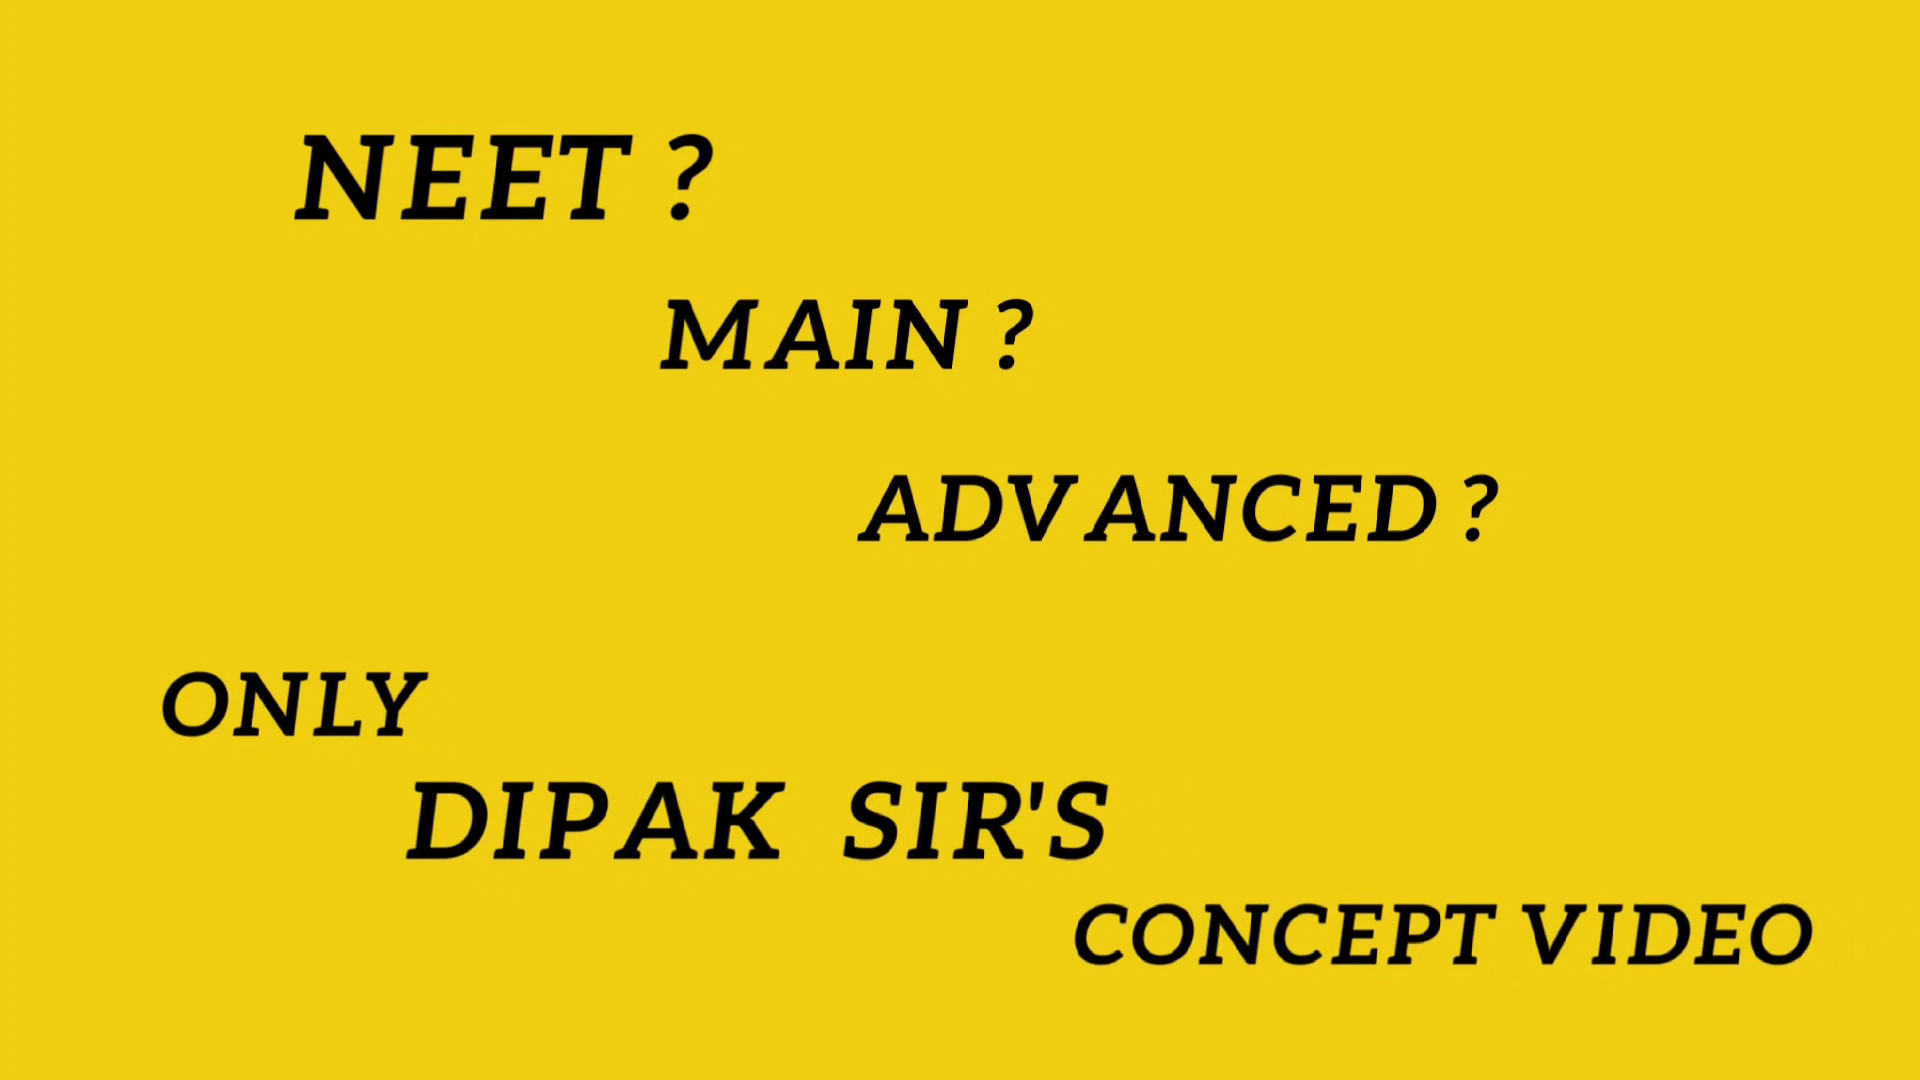 NEET ?
MAIN ?
ADVANCED ?
ONLY
DIPAK SIR'S
CONCEPT VIDEO